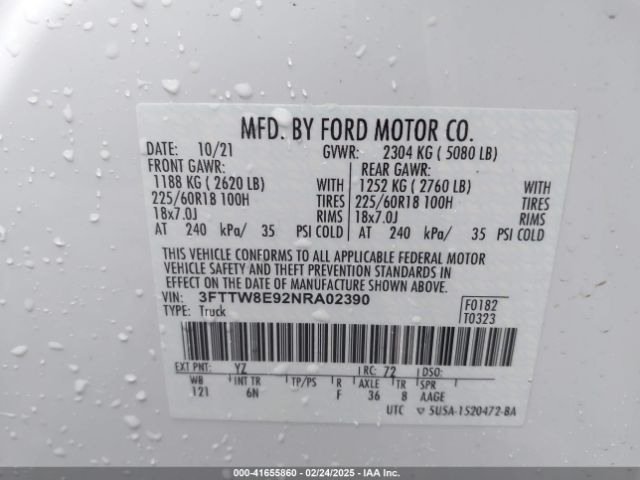 MFD. BY FORD MOTOR CO.
DATE: 10/21 GVWR: 2304 KG ( 5080 LB)
FRONT GAWR: REAR GAWR:
1188 KG ( 2620 LB) WITH 1252 KG ( 2760 LB) WITH
225/60R18 100H TIRES 225/60R18 100H TIRES
18x7.0J RIMS 18x7.0J RIMS
AT 240 kPa/ 35 PSI COLD AT 240 kPa/ 35 PSI COLD
THIS VEHICLE CONFORMS TO ALL APPLICABLE FEDERAL MOTOR
VEHICLE SAFETY AND THEFT PREVENTION STANDARDS IN
EFFECT ON THE DATE OF MANUFACTURE SHOWN ABOVE.
VIN: 3FTTW8E92NRA02390 F0182
TYPE: Truck T0323
EXT PNT: YZ RC: 72 DSO:
WB INT TR TP/PS R AXLE TR SPR
121 6N F 36 8 AAGE
UTC 5USA-1520472-BA
000-41655860 - 02/24/2025 - IAA Inc.